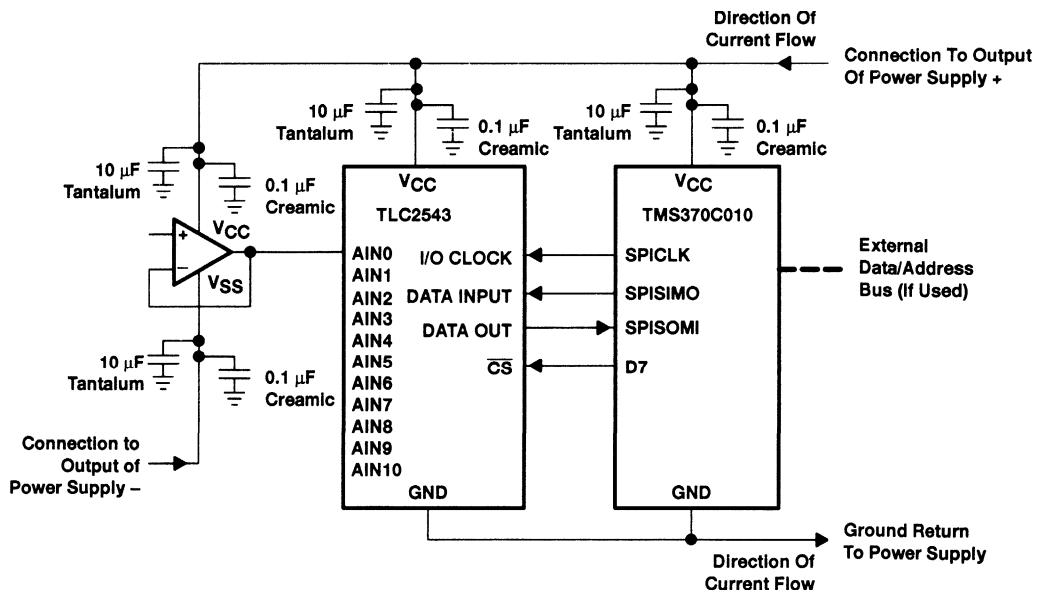 Direction Of
Current Flow
Connection To Output
Of Power Supply +
10 μF
Tantalum
0.1 μF
Creamic
10 μF
Tantalum
0.1 μF
Creamic
10 μF
Tantalum
0.1 μF
Creamic
VCC
+
–
VSS
10 μF
Tantalum
0.1 μF
Creamic
Connection to
Output of
Power Supply –
VCC
TLC2543
AIN0
AIN1
AIN2
AIN3
AIN4
AIN5
AIN6
AIN7
AIN8
AIN9
AIN10
I/O CLOCK
DATA INPUT
DATA OUT
CS
GND
VCC
TMS370C010
SPICLK
SPISIMO
SPISOMI
D7
GND
External
Data/Address
Bus (If Used)
Ground Return
To Power Supply
Direction Of
Current Flow